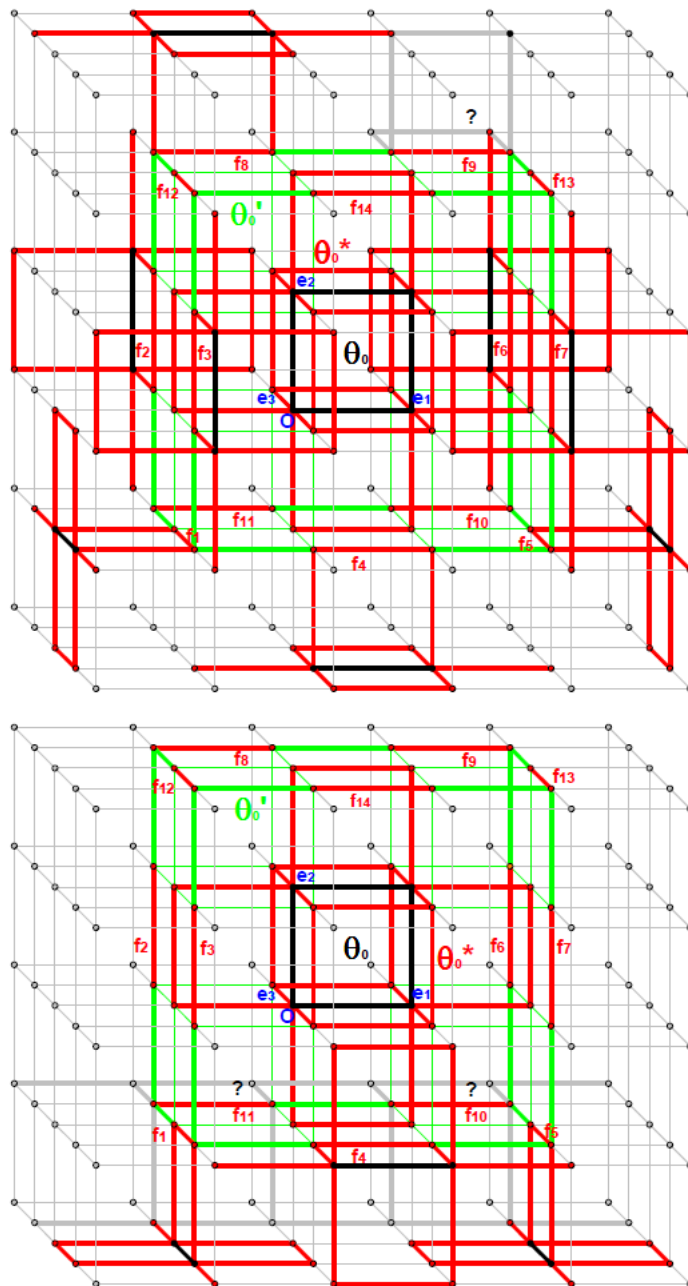 ?
f8 f9
f12 f13
θ0' f14
θ0*
e2
f2 f3 θ0 f6 f7
e3 e1
O
f11 f10
f1 f5
f4
f8 f9
f12 f13
θ0' f14
e2
f2 f3 θ0 θ0* f6 f7
e3 e1
O
? ?
f11 f10
f1 f5
f4